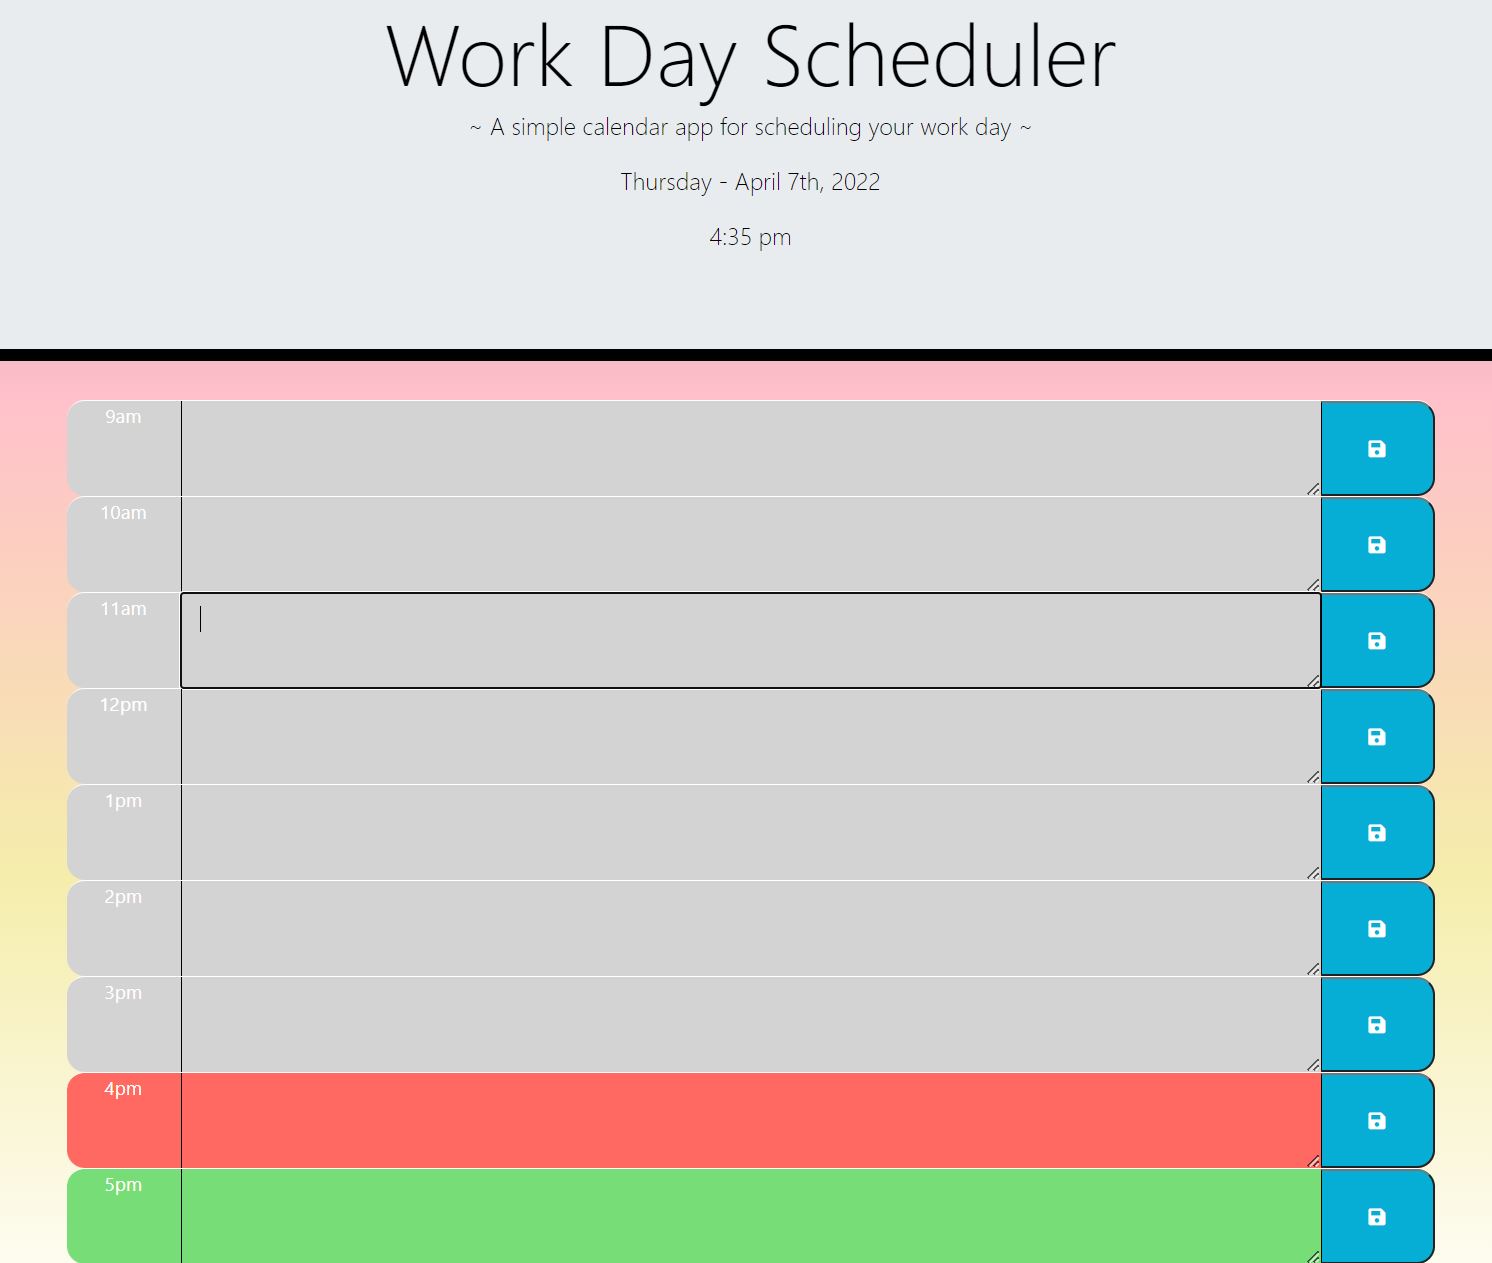 Work Day Scheduler
~ A simple calendar app for scheduling your work day ~
Thursday - April 7th, 2022
4:35 pm
9am
10am
11am
12pm
1pm
2pm
3pm
4pm
5pm